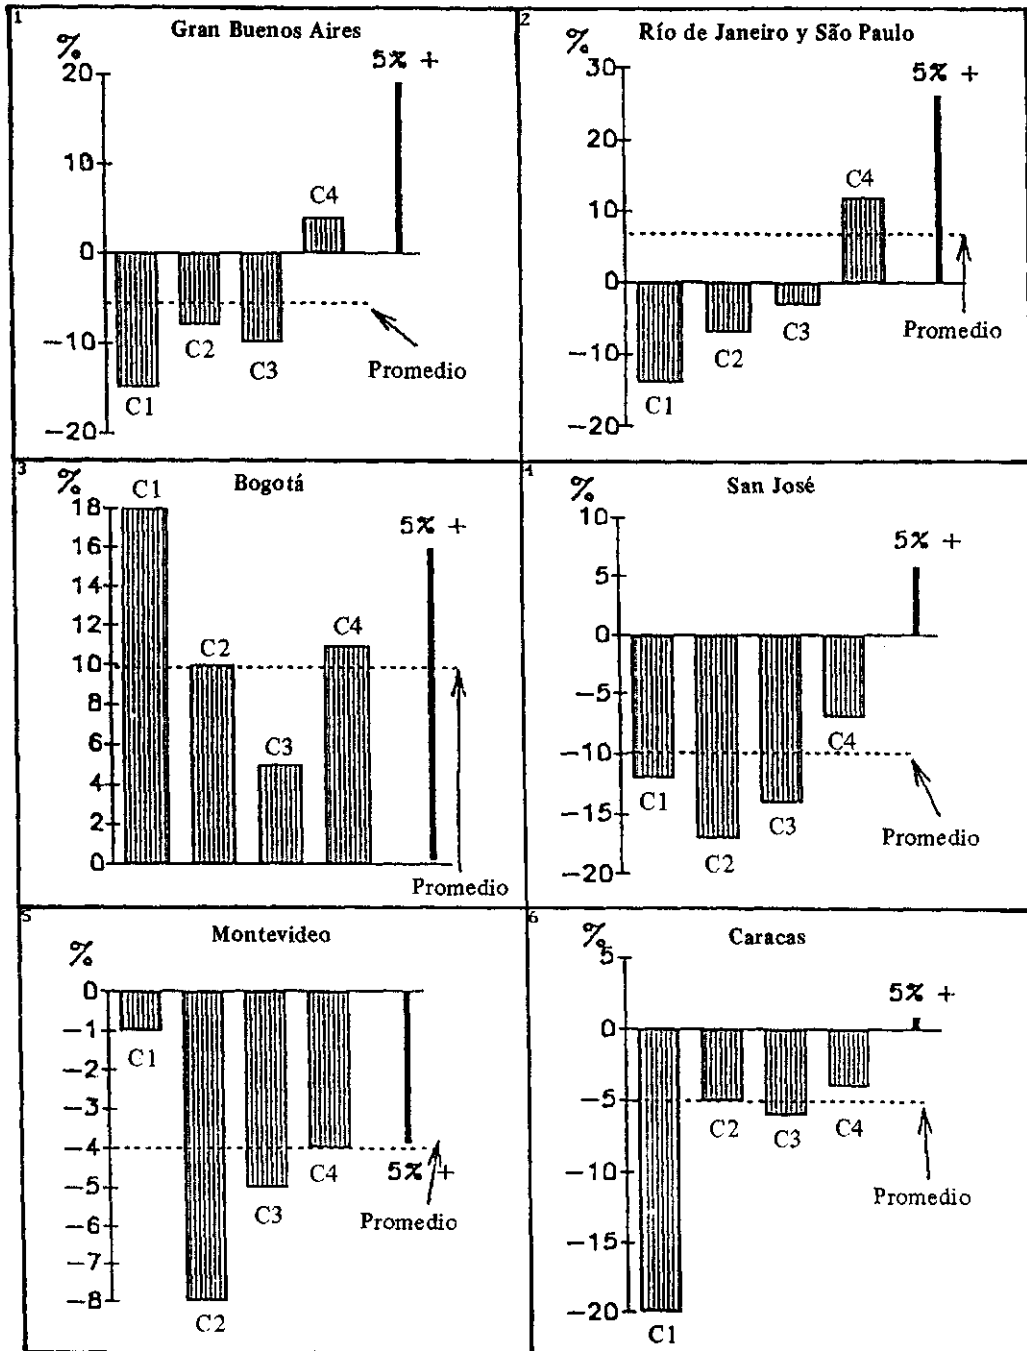 1
Gran Buenos Aires
%
5% +
20
10
0
−10
−20
C4
C2
C3
C1
Promedio
2
Río de Janeiro y São Paulo
%
5% +
30
20
10
0
−10
−20
C4
C3
C2
C1
Promedio
3
Bogotá
%
C1
5% +
18
16
14
12
10
8
6
4
2
0
C4
C2
C3
Promedio
San José
%
5% +
10
5
0
−5
−10
−15
−20
C4
C1
C3
C2
Promedio
5
Montevideo
%
0
−1
−2
−3
−4
−5
−6
−7
−8
C1
5% +
C4
C3
Promedio
C2
6
Caracas
%
5% +
5
0
−5
−10
−15
−20
C2
C3
C4
Promedio
C1